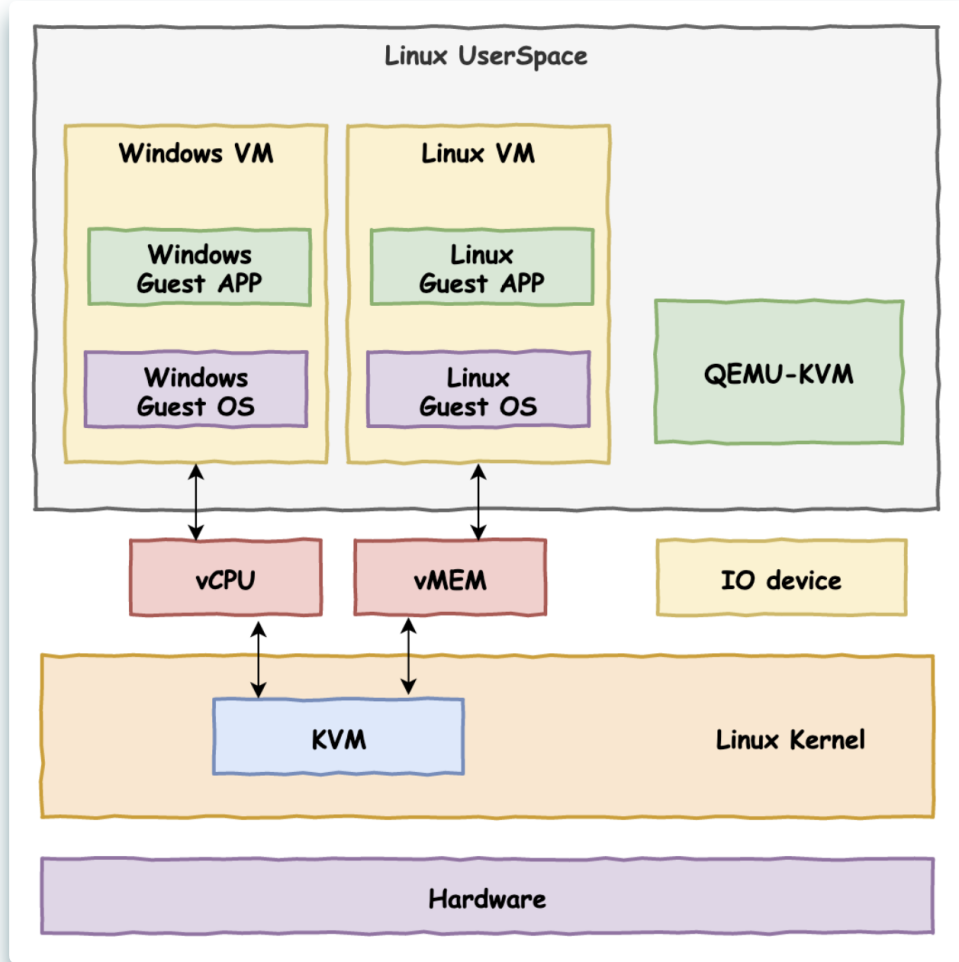 Linux UserSpace
Windows VM
Linux VM
Windows
Guest APP
Linux
Guest APP
Windows
Guest OS
Linux
Guest OS
QEMU-KVM
vCPU
vMEM
IO device
KVM
Linux Kernel
Hardware